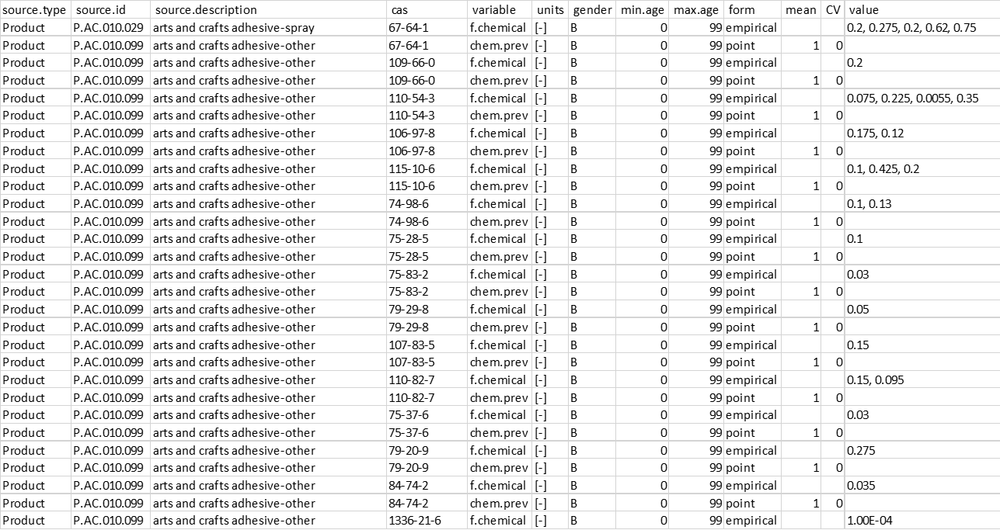 source.type source.id source.description cas variable units gender min.age max.age form mean CV value
Product P.AC.010.029 arts and crafts adhesive-spray 67-64-1 f.chemical [-] B 0 99 empirical 0.2, 0.275, 0.2, 0.62, 0.75
Product P.AC.010.099 arts and crafts adhesive-other 67-64-1 chem.prev [-] B 0 99 point 1 0
Product P.AC.010.099 arts and crafts adhesive-other 109-66-0 f.chemical [-] B 0 99 empirical 0.2
Product P.AC.010.099 arts and crafts adhesive-other 109-66-0 chem.prev [-] B 0 99 point 1 0
Product P.AC.010.099 arts and crafts adhesive-other 110-54-3 f.chemical [-] B 0 99 empirical 0.075, 0.225, 0.0055, 0.35
Product P.AC.010.099 arts and crafts adhesive-other 110-54-3 chem.prev [-] B 0 99 point 1 0
Product P.AC.010.099 arts and crafts adhesive-other 106-97-8 f.chemical [-] B 0 99 empirical 0.175, 0.12
Product P.AC.010.099 arts and crafts adhesive-other 106-97-8 chem.prev [-] B 0 99 point 1 0
Product P.AC.010.099 arts and crafts adhesive-other 115-10-6 f.chemical [-] B 0 99 empirical 0.1, 0.425, 0.2
Product P.AC.010.099 arts and crafts adhesive-other 115-10-6 chem.prev [-] B 0 99 point 1 0
Product P.AC.010.099 arts and crafts adhesive-other 74-98-6 f.chemical [-] B 0 99 empirical 0.1, 0.13
Product P.AC.010.099 arts and crafts adhesive-other 74-98-6 chem.prev [-] B 0 99 point 1 0
Product P.AC.010.099 arts and crafts adhesive-other 75-28-5 f.chemical [-] B 0 99 empirical 0.1
Product P.AC.010.099 arts and crafts adhesive-other 75-28-5 chem.prev [-] B 0 99 point 1 0
Product P.AC.010.099 arts and crafts adhesive-other 75-83-2 f.chemical [-] B 0 99 empirical 0.03
Product P.AC.010.099 arts and crafts adhesive-other 75-83-2 chem.prev [-] B 0 99 point 1 0
Product P.AC.010.099 arts and crafts adhesive-other 79-29-8 f.chemical [-] B 0 99 empirical 0.05
Product P.AC.010.099 arts and crafts adhesive-other 79-29-8 chem.prev [-] B 0 99 point 1 0
Product P.AC.010.099 arts and crafts adhesive-other 107-83-5 f.chemical [-] B 0 99 empirical 0.15
Product P.AC.010.099 arts and crafts adhesive-other 107-83-5 chem.prev [-] B 0 99 point 1 0
Product P.AC.010.099 arts and crafts adhesive-other 110-82-7 f.chemical [-] B 0 99 empirical 0.15, 0.095
Product P.AC.010.099 arts and crafts adhesive-other 110-82-7 chem.prev [-] B 0 99 point 1 0
Product P.AC.010.099 arts and crafts adhesive-other 75-37-6 f.chemical [-] B 0 99 empirical 0.03
Product P.AC.010.099 arts and crafts adhesive-other 75-37-6 chem.prev [-] B 0 99 point 1 0
Product P.AC.010.099 arts and crafts adhesive-other 79-20-9 f.chemical [-] B 0 99 empirical 0.275
Product P.AC.010.099 arts and crafts adhesive-other 79-20-9 chem.prev [-] B 0 99 point 1 0
Product P.AC.010.099 arts and crafts adhesive-other 84-74-2 f.chemical [-] B 0 99 empirical 0.035
Product P.AC.010.099 arts and crafts adhesive-other 84-74-2 chem.prev [-] B 0 99 point 1 0
Product P.AC.010.099 arts and crafts adhesive-other 1336-21-6 f.chemical [-] B 0 99 empirical 1.00E-04